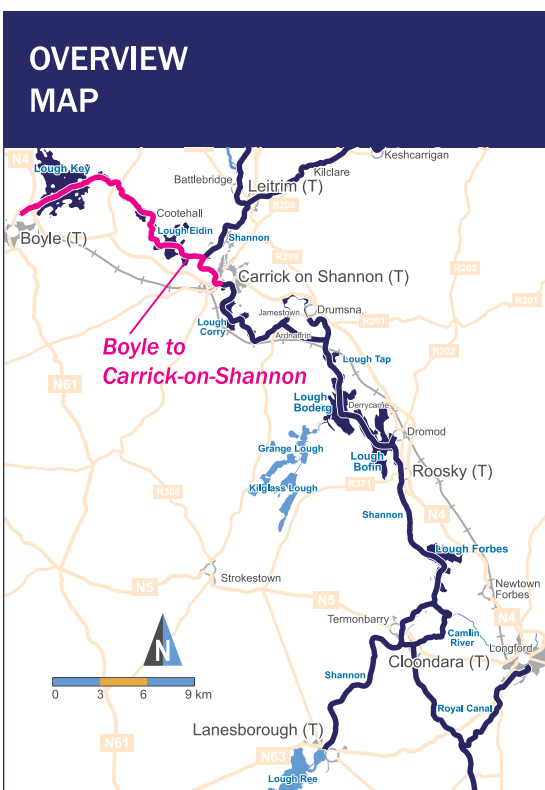 OVERVIEW
MAP
N4
Lough Key
Keshcarrigan
Kilclare
Battlebridge
Leitrim (T)
R209
Cootehall
Lough Eidin
Shannon
Boyle (T)
R299
R202
Carrick on Shannon (T)
R201
Jamestown
Drumsna
R201
Lough
Corry
Ardnaffrin
R202
Boyle to
Carrick-on-Shannon
Lough Tap
N61
Lough
Boderg
Derrycarne
Dromod
Grange Lough
Lough
Bofin
Roosky (T)
Kilglass Lough
R371
R368
Shannon
N4
Lough Forbes
Strokestown
N5
Newtown
Forbes
N5
Termonbarry
N4
Camlin
River
Longford
N
Cloondara (T)
Shannon
0 3 6 9 km
Royal Canal
Lanesborough (T)
N61
N63
Lough Ree